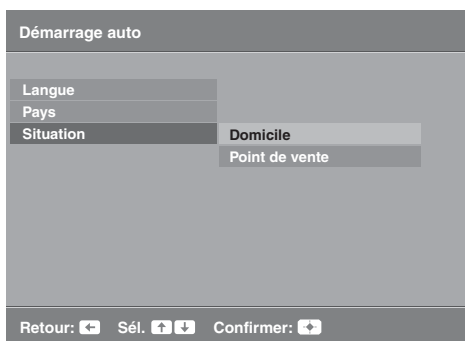 Démarrage auto
Langue
Pays
Situation
Domicile
Point de vente
Retour: Sél. Confirmer: